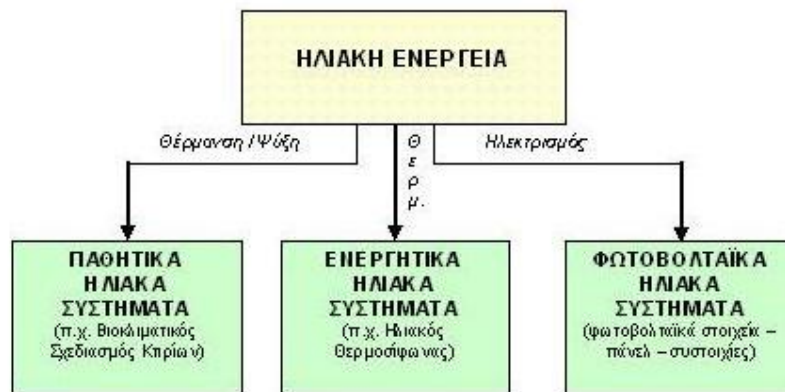 ΗΛΙΑΚΗ ΕΝΕΡΓΕΙΑ
Θέρμανση / Ψύξη
Θερμ.
Ηλεκτρισμός
ΠΑΘΗΤΙΚΑ
ΗΛΙΑΚΑ
ΣΥΣΤΗΜΑΤΑ
(π.χ. Βιοκλιματικός
Σχεδιασμός Κτιρίων)
ΕΝΕΡΓΗΤΙΚΑ
ΗΛΙΑΚΑ
ΣΥΣΤΗΜΑΤΑ
(π.χ. Ηλιακός
Θερμοσίφωνας)
ΦΩΤΟΒΟΛΤΑΪΚΑ
ΗΛΙΑΚΑ
ΣΥΣΤΗΜΑΤΑ
(φωτοβολταϊκά στοιχεία –
πάνελ – συστοιχίες)